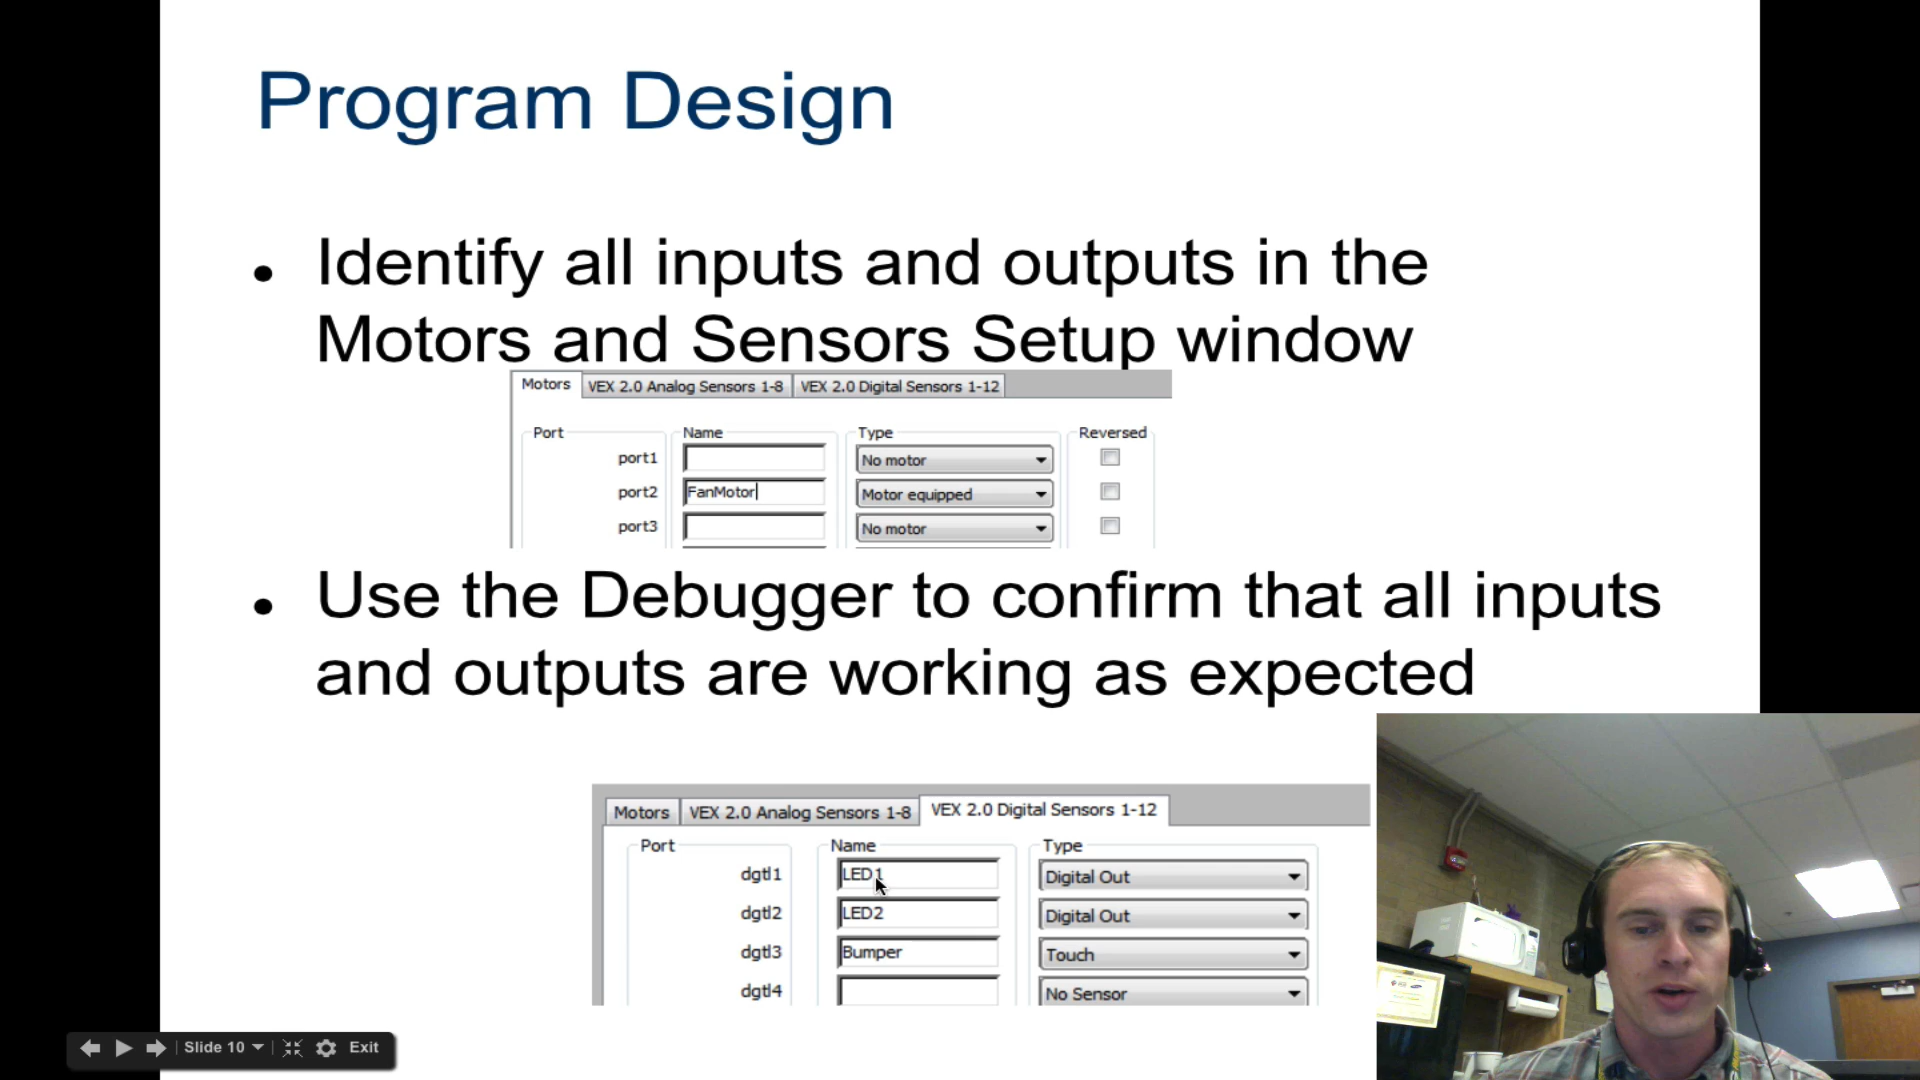 Program Design
• Identify all inputs and outputs in the
Motors and Sensors Setup window
Motors VEX 2.0 Analog Sensors 1-8 VEX 2.0 Digital Sensors 1-12
Port Name Type Reversed
port1 No motor
port2 FanMotor Motor equipped
port3 No motor
• Use the Debugger to confirm that all inputs
and outputs are working as expected
Motors VEX 2.0 Analog Sensors 1-8 VEX 2.0 Digital Sensors 1-12
Port Name Type
dgtl1 LED1 Digital Out
dgtl2 LED2 Digital Out
dgtl3 Bumper Touch
dgtl4 No Sensor
Slide 10 Exit